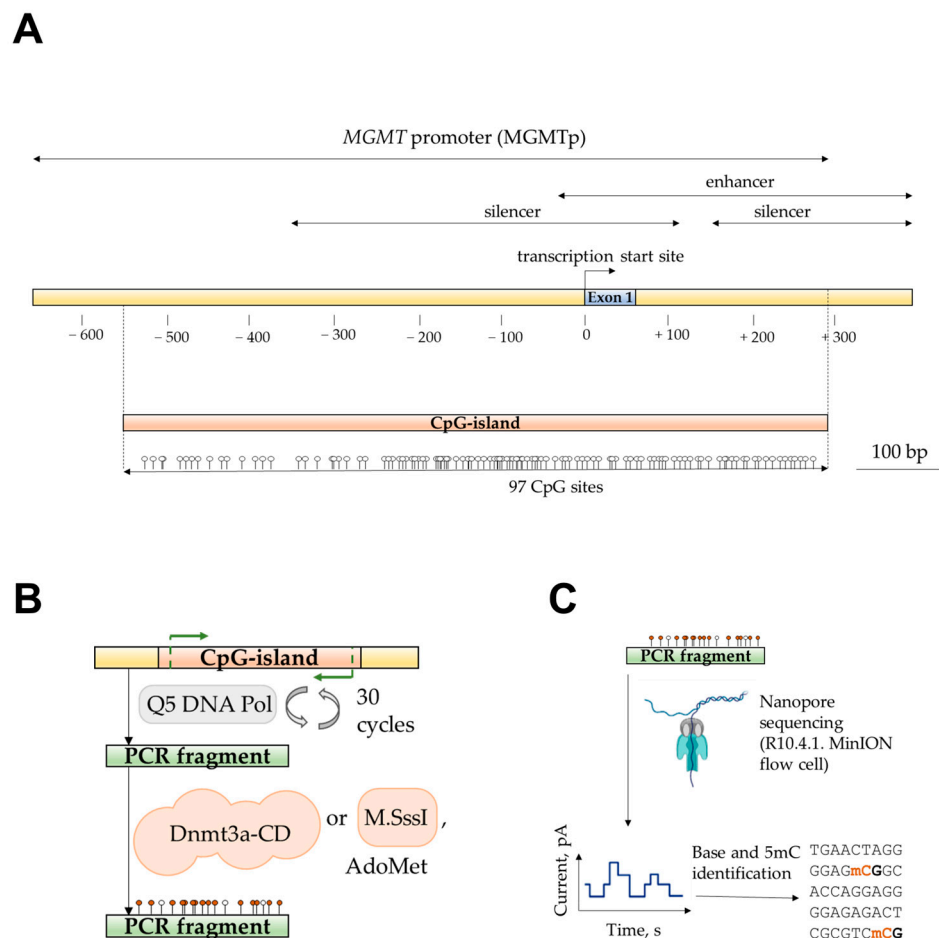 A
MGMT promoter (MGMTp)
enhancer
silencer
silencer
transcription start site
Exon 1
– 600
– 500
– 400
– 300
– 200
– 100
0
+ 100
+ 200
+ 300
CpG-island
100 bp
97 CpG sites
B
CpG-island
Q5 DNA Pol
30
cycles
PCR fragment
Dnmt3a-CD
or
M.SssI
,
AdoMet
PCR fragment
C
PCR fragment
Nanopore
sequencing
(R10.4.1. MinION
flow cell)
Current, pA
Time, s
Base and 5mC
identification
TGAACTAGG
GGAGmCGGC
ACCAGGAGG
GGAGAGACT
CGCGTCmCG